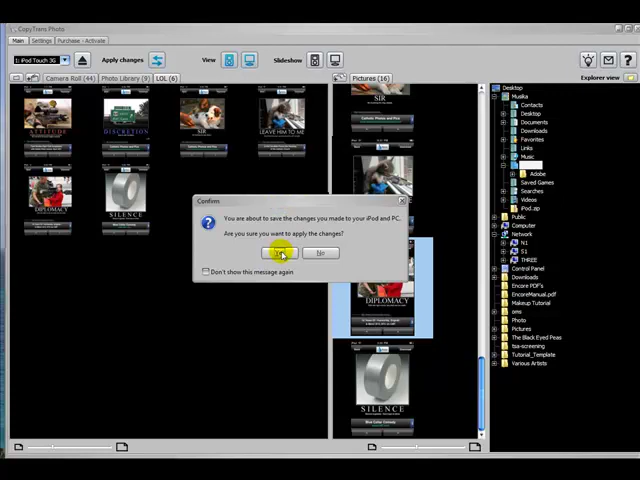 CopyTrans Photo
Main Settings Purchase - Activate
1: iPod Touch 3G Apply changes View Slideshow
Explorer view
Camera Roll (44) Photo Library (9) LOL (6) Pictures (16)
ATTITUDE DISCRETION SIR LEAVE HIM TO ME
DIPLOMACY SILENCE
SIR
DIPLOMACY
SILENCE
Confirm
You are about to save the changes you made to your iPod and PC.
Are you sure you want to apply the changes?
No
Don't show this message again
Desktop
Muska
Contacts
Desktop
Documents
Downloads
Favorites
Links
Music
Adobe
Saved Games
Searches
Videos
iPod.zip
Public
Computer
Network
N1
S1
THREE
Control Panel
Downloads
Encore PDF's
EncoreManual.pdf
Makeup Tutorial
oms
Photo
Pictures
The Black Eyed Peas
tsa-screening
Tutorial_Template
Various Artists